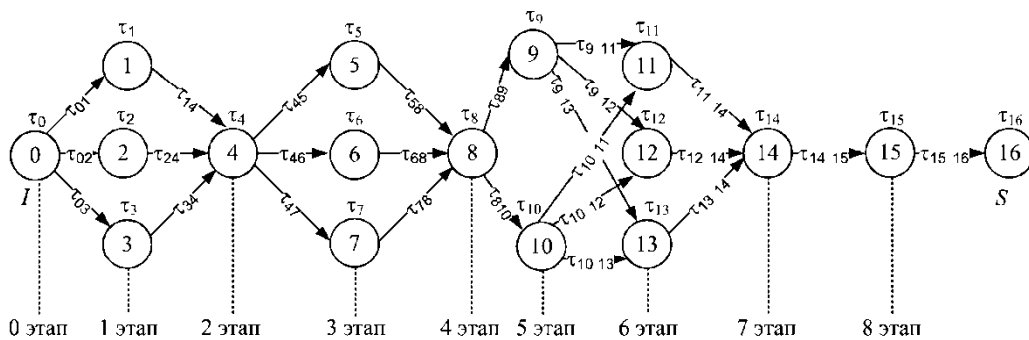 τ₁ τ₅ τ₉ τ₁₁
1 5 9 τ₉ ₁₁ 11
τ₀ τ₀₁ τ₁₄ τ₄₅ τ₅₈ τ₈₉ τ₉ ₁₃ τ₉ ₁₂ τ₁₁ ₁₄
τ₂ τ₄ τ₆ τ₈ τ₁₂ τ₁₄ τ₁₅ τ₁₆
0 τ₀₂ 2 τ₂₄ 4 τ₄₆ 6 τ₆₈ 8 12 τ₁₂ ₁₄ 14 τ₁₄ ₁₅ 15 τ₁₅ ₁₆ 16
I τ₀₃ τ₃₄ τ₄₇ τ₇₈ τ₈₁₀ τ₁₀ ₁₁ τ₁₀ ₁₂ τ₁₃ ₁₄ S
τ₃ τ₇ τ₁₀ τ₁₃
3 7 10 τ₁₀ ₁₃ 13
0 этап 1 этап 2 этап 3 этап 4 этап 5 этап 6 этап 7 этап 8 этап